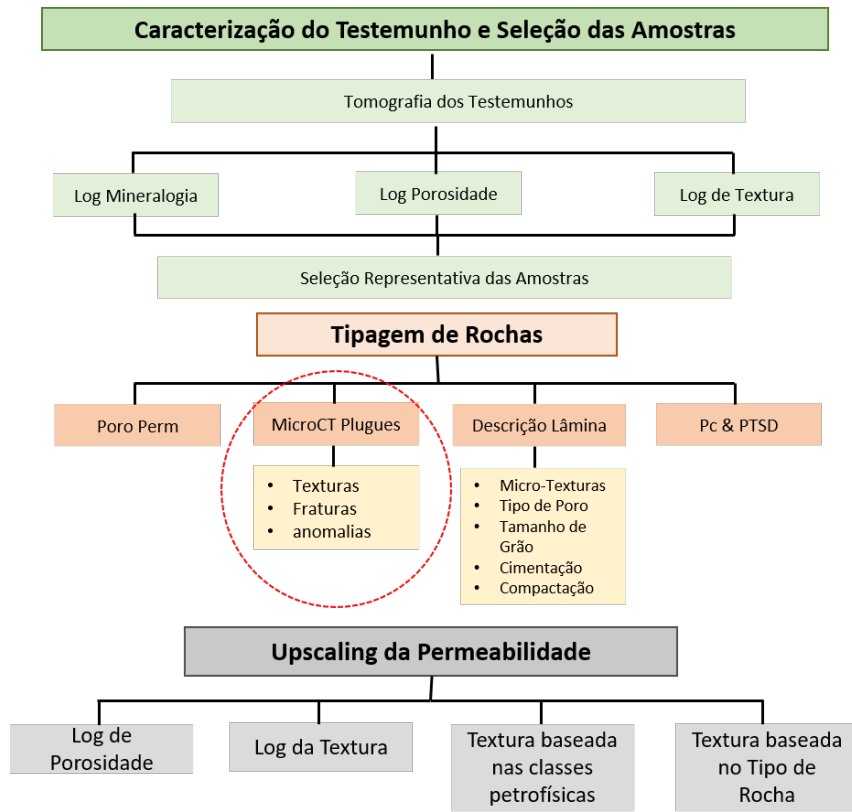 Caracterização do Testemunho e Seleção das Amostras
Tomografia dos Testemunhos
Log Mineralogia
Log Porosidade
Log de Textura
Seleção Representativa das Amostras
Tipagem de Rochas
Poro Perm
MicroCT Plugues
Descrição Lâmina
Pc & PTSD
• Texturas
• Fraturas
• anomalias
• Micro-Texturas
• Tipo de Poro
• Tamanho de
Grão
• Cimentação
• Compactação
Upscaling da Permeabilidade
Log de
Porosidade
Log da Textura
Textura baseada
nas classes
petrofísicas
Textura baseada
no Tipo de
Rocha